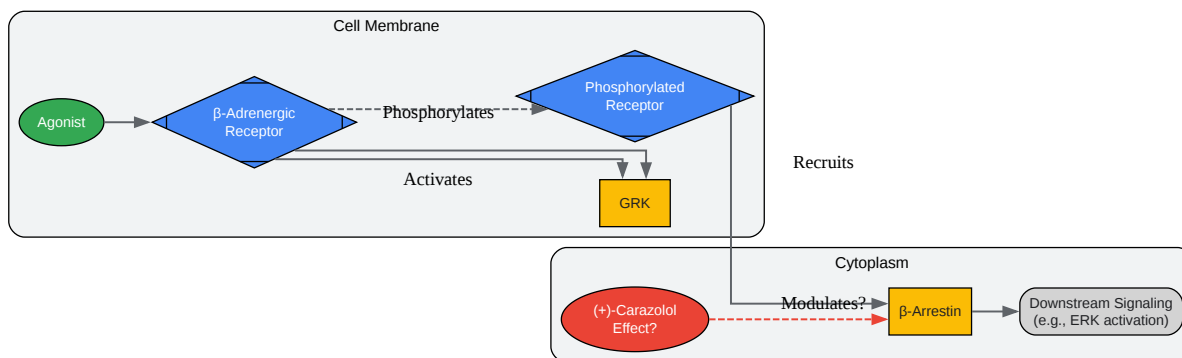 Cell Membrane
Agonist
β-Adrenergic
Receptor
Phosphorylates
Phosphorylated
Receptor
Activates
GRK
Recruits
Cytoplasm
(+)-Carazolol
Effect?
Modulates?
β-Arrestin
Downstream Signaling
(e.g., ERK activation)